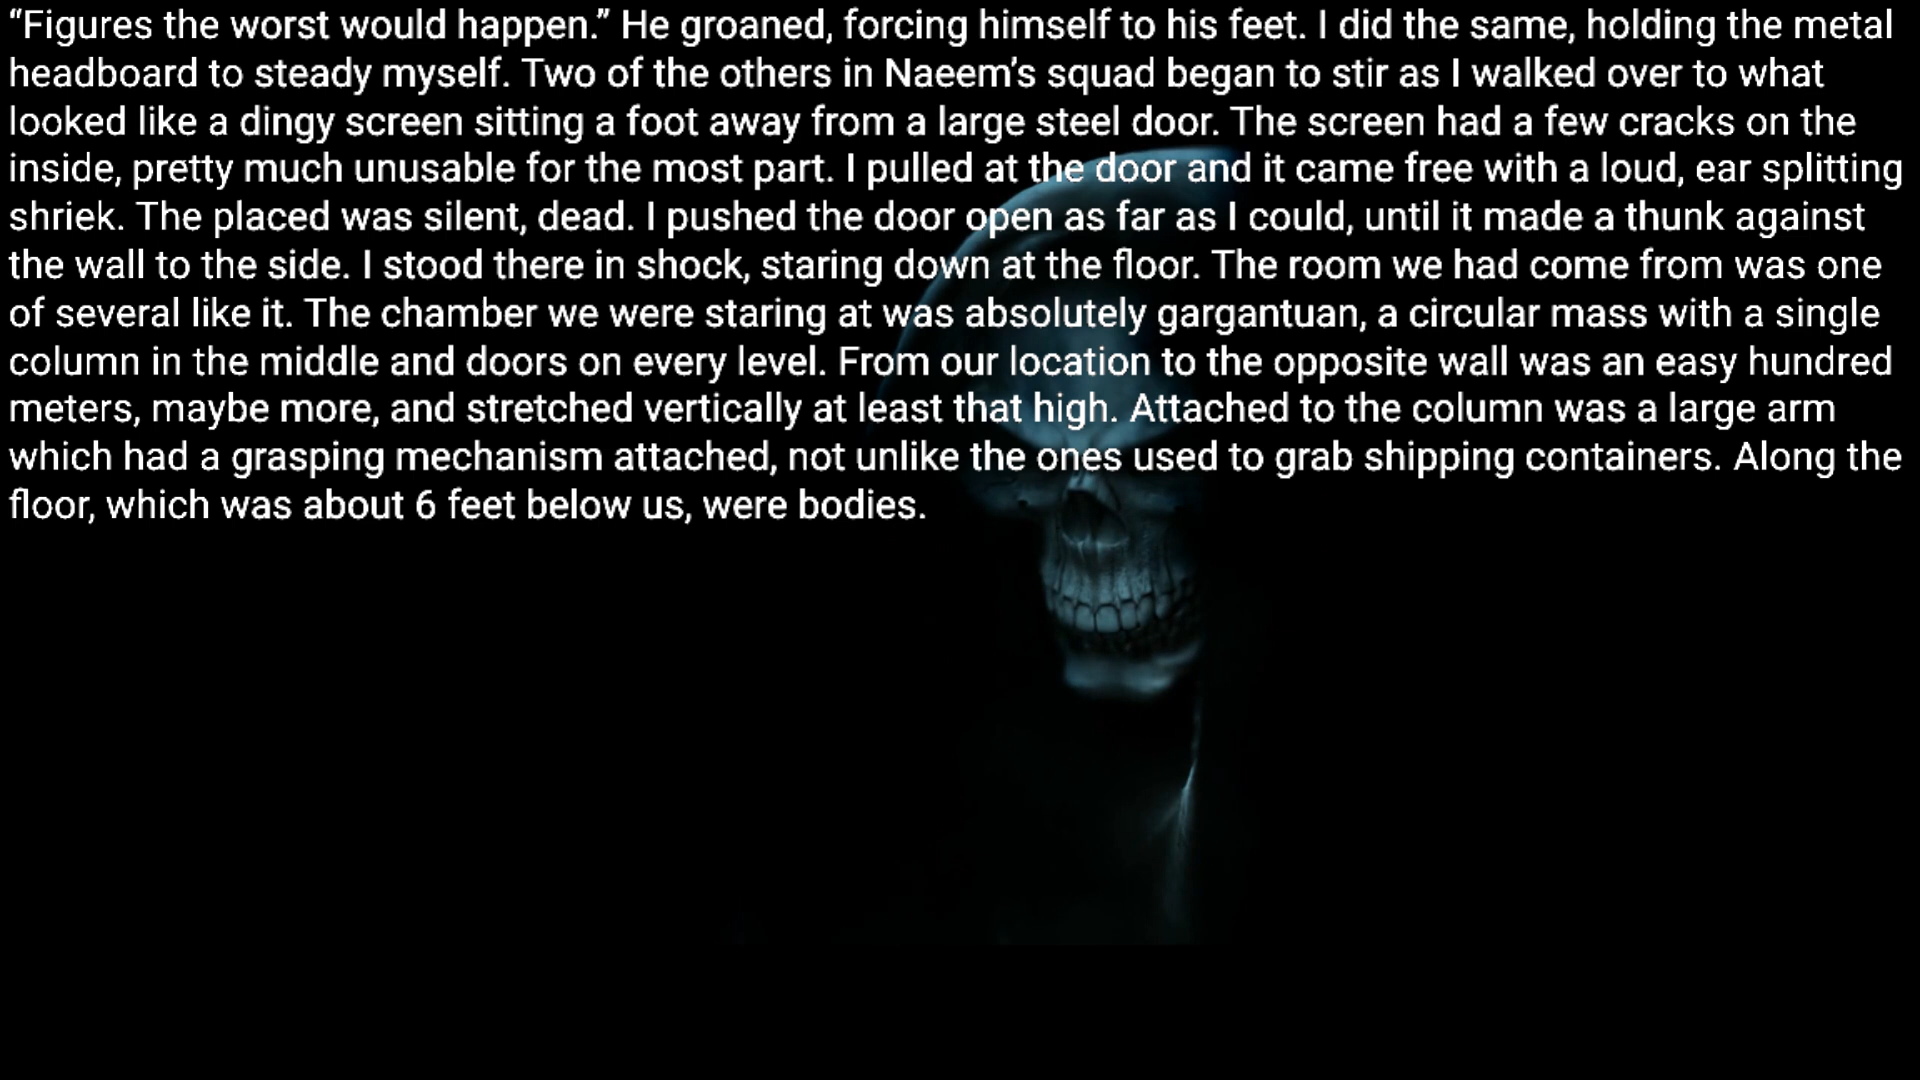 “Figures the worst would happen.” He groaned, forcing himself to his feet. I did the same, holding the metal
headboard to steady myself. Two of the others in Naeem’s squad began to stir as I walked over to what
looked like a dingy screen sitting a foot away from a large steel door. The screen had a few cracks on the
inside, pretty much unusable for the most part. I pulled at the door and it came free with a loud, ear splitting
shriek. The placed was silent, dead. I pushed the door open as far as I could, until it made a thunk against
the wall to the side. I stood there in shock, staring down at the floor. The room we had come from was one
of several like it. The chamber we were staring at was absolutely gargantuan, a circular mass with a single
column in the middle and doors on every level. From our location to the opposite wall was an easy hundred
meters, maybe more, and stretched vertically at least that high. Attached to the column was a large arm
which had a grasping mechanism attached, not unlike the ones used to grab shipping containers. Along the
floor, which was about 6 feet below us, were bodies.